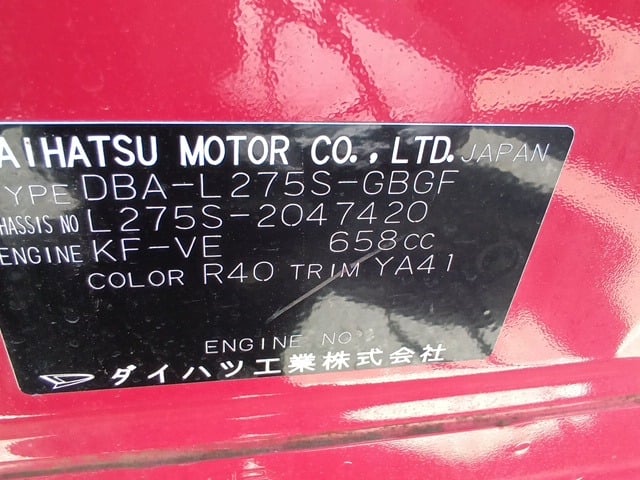 AIHATSU MOTOR CO., LTD. JAPAN
YPE DBA-L275S-GBGF
HASSIS NO L275S-2047420
ENGINE KF-VE 658cc
COLOR R40 TRIM YA41
ENGINE NO.
ダイハツ工業株式会社